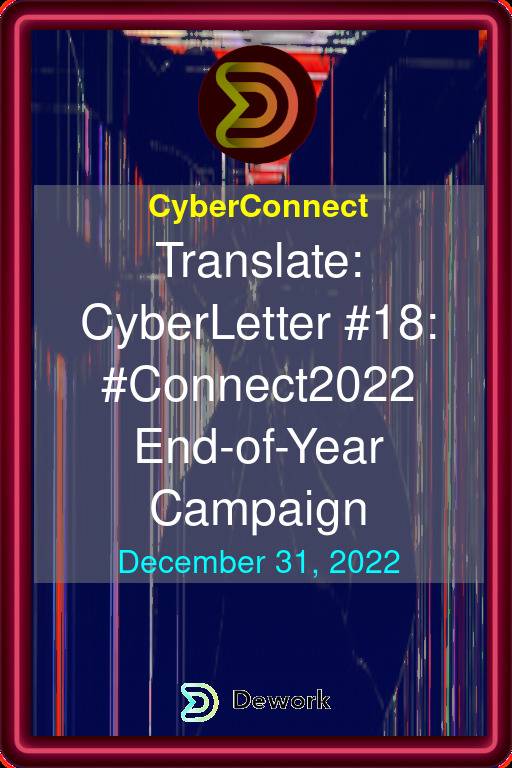 CyberConnect
Translate:
CyberLetter #18:
#Connect2022
End-of-Year
Campaign
December 31, 2022
Dework